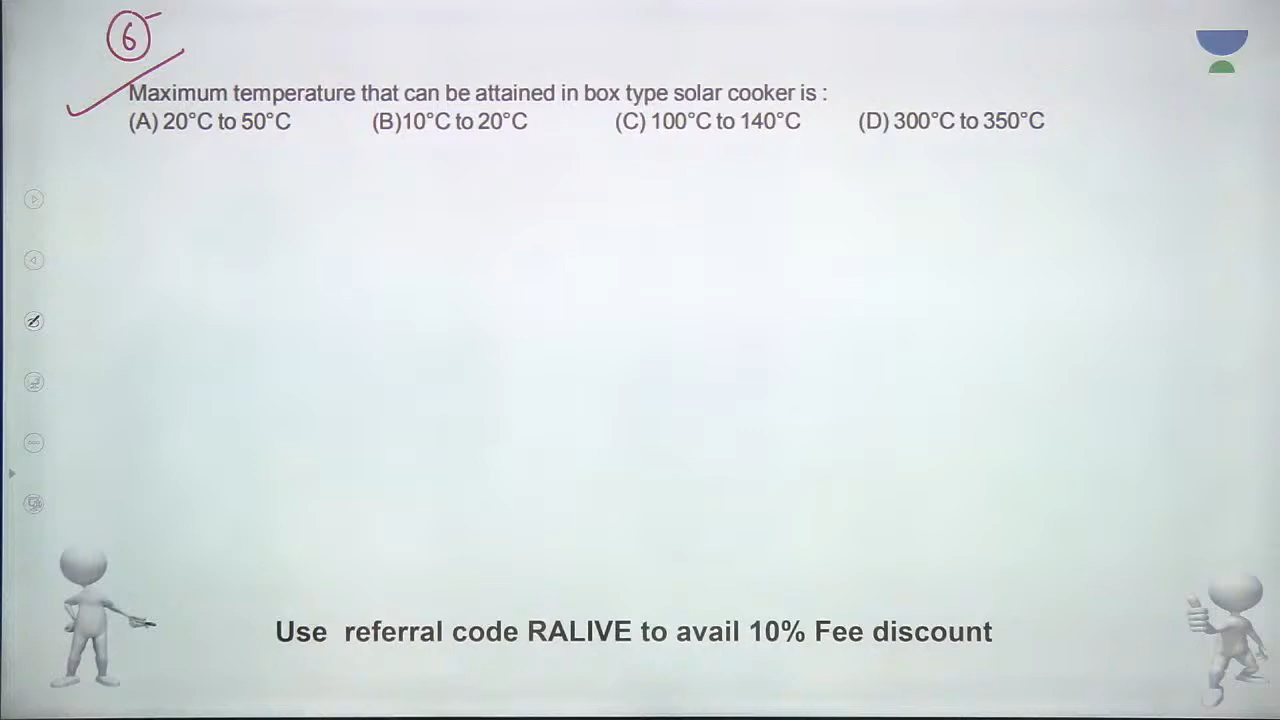 6
Maximum temperature that can be attained in box type solar cooker is :
(A) 20°C to 50°C (B)10°C to 20°C (C) 100°C to 140°C (D) 300°C to 350°C
Use referral code RALIVE to avail 10% Fee discount